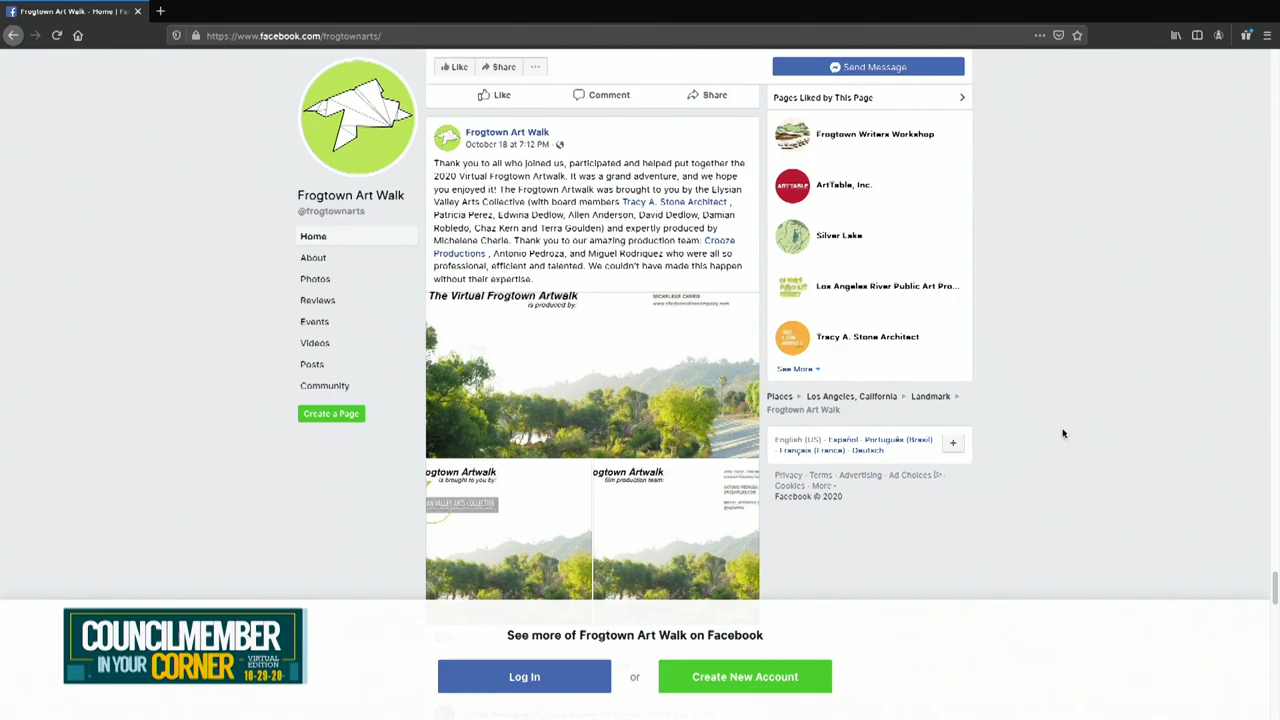 Frogtown Art Walk - Home | Fa
https://www.facebook.com/frogtownarts/
Like Share
Send Message
Like Comment Share
Frogtown Art Walk
@frogtownarts
Home
About
Photos
Reviews
Events
Videos
Posts
Community
Create a Page
Frogtown Art Walk
October 18 at 7:12 PM
Thank you to all who joined us, participated and helped put together the
2020 Virtual Frogtown Artwalk. It was a grand adventure, and we hope
you enjoyed it! The Frogtown Artwalk was brought to you by the Elysian
Valley Arts Collective (with board members Tracy A. Stone Architect ,
Patricia Perez, Edwina Dedlow, Allen Anderson, David Dedlow, Damian
Robledo, Chaz Kern and Terra Goulden) and expertly produced by
Michelene Cherie. Thank you to our amazing production team: Crooze
Productions , Antonio Pedroza, and Miguel Rodriquez who were all so
professional, efficient and talented. We couldn't have made this happen
without their expertise.
The Virtual Frogtown Artwalk
is produced by:
MICHELENE CHERIE
ogtown Artwalk
is brought to you by:
AN VALLEY ARTS COLLECTIVE
ogtown Artwalk
film production team:
Pages Liked by This Page
Frogtown Writers Workshop
ARTTABLE
ArtTable, Inc.
Silver Lake
Los Angeles River Public Art Pro...
Tracy A. Stone Architect
See More
Places Los Angeles, California Landmark
Frogtown Art Walk
English (US) · Español · Português (Brasil)
· Français (France) · Deutsch
Privacy · Terms · Advertising · Ad Choices ·
Cookies · More
Facebook © 2020
See more of Frogtown Art Walk on Facebook
Log In or Create New Account
COUNCILMEMBER
IN YOUR CORNER
VIRTUAL
EDITION
10-29-20